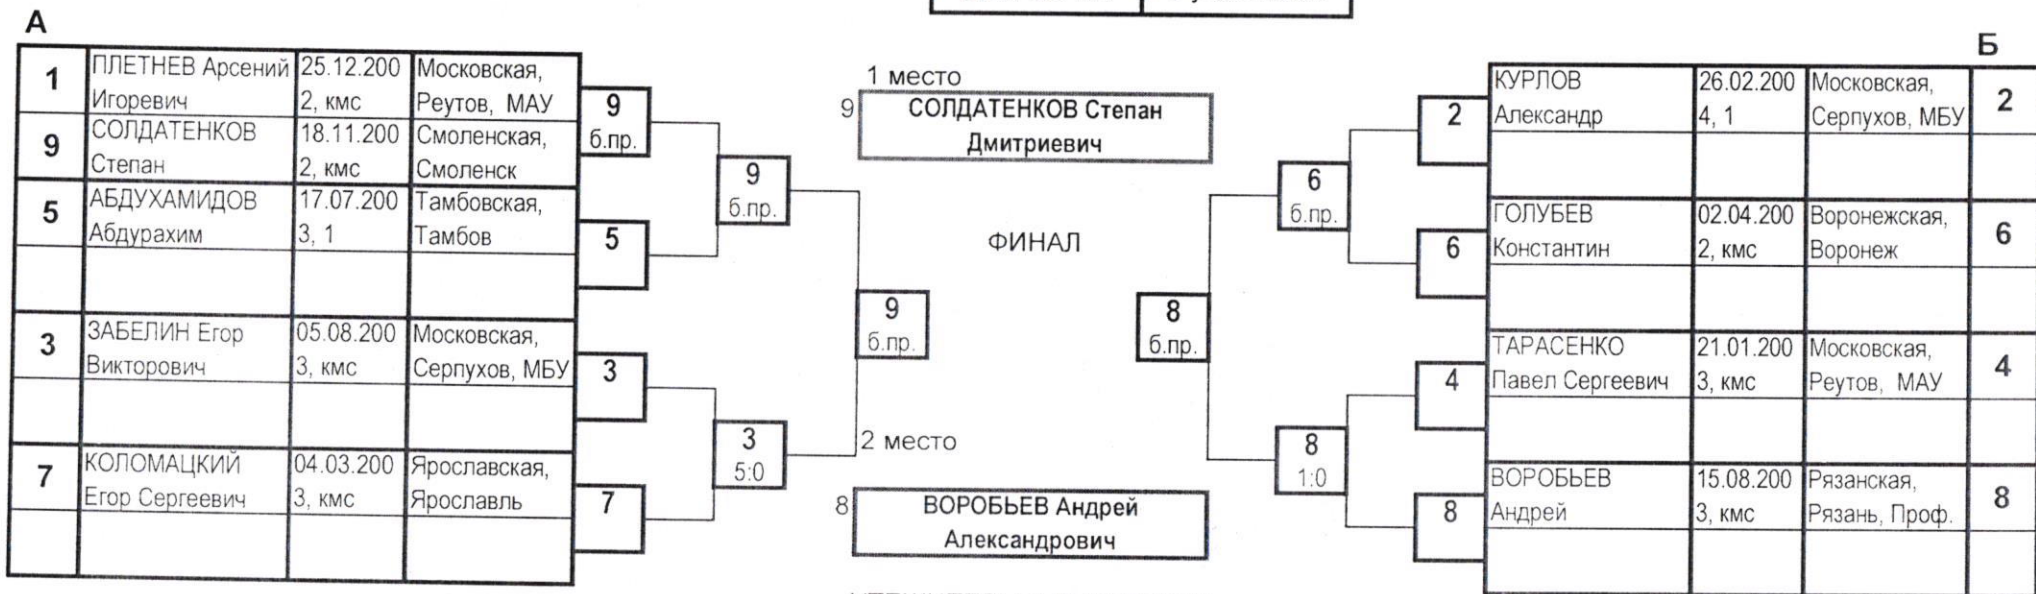 А
Б
1
ПЛЕТНЕВ Арсений
Игоревич
25.12.200
2, кмс
Московская,
Реутов, МАУ
9
СОЛДАТЕНКОВ
Степан
18.11.200
2, кмс
Смоленская,
Смоленск
5
АБДУХАМИДОВ
Абдурахим
17.07.200
3, 1
Тамбовская,
Тамбов
3
ЗАБЕЛИН Егор
Викторович
05.08.200
3, кмс
Московская,
Серпухов, МБУ
7
КОЛОМАЦКИЙ
Егор Сергеевич
04.03.200
3, кмс
Ярославская,
Ярославль
9
б.пр.
5
3
7
9
б.пр.
3
5:0
9
б.пр.
1 место
9
СОЛДАТЕНКОВ Степан
Дмитриевич
ФИНАЛ
2 место
8
ВОРОБЬЕВ Андрей
Александрович
8
б.пр.
6
б.пр.
8
1:0
2
6
4
8
КУРЛОВ
Александр
26.02.200
4, 1
Московская,
Серпухов, МБУ
2
ГОЛУБЕВ
Константин
02.04.200
2, кмс
Воронежская,
Воронеж
6
ТАРАСЕНКО
Павел Сергеевич
21.01.200
3, кмс
Московская,
Реутов, МАУ
4
ВОРОБЬЕВ
Андрей
15.08.200
3, кмс
Рязанская,
Рязань, Проф.
8